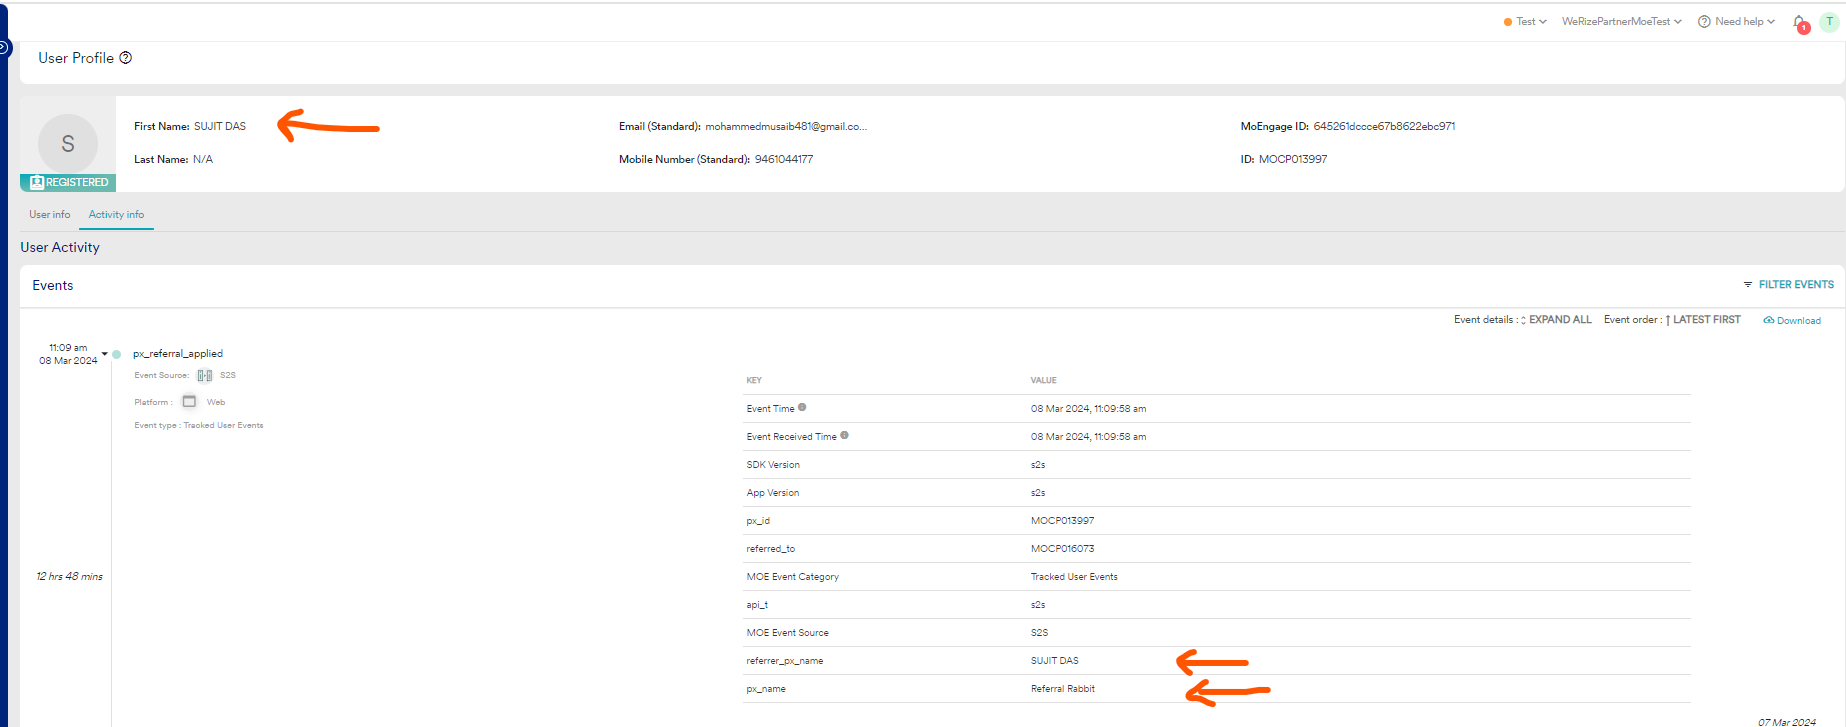 Test
WeRizePartnerMoeTest
Need help
1
T
User Profile
S
REGISTERED
First Name: SUJIT DAS
Last Name: N/A
Email (Standard): mohammedmusaib481@gmail.co...
Mobile Number (Standard): 9461044177
MoEngage ID: 645261dccce67b8622ebc971
ID: MOCP013997
User info
Activity info
User Activity
Events
FILTER EVENTS
Event details : EXPAND ALL
Event order : LATEST FIRST
Download
11:09 am
08 Mar 2024
px_referral_applied
Event Source: S2S
Platform : Web
Event type : Tracked User Events
12 hrs 48 mins
KEY VALUE
Event Time 08 Mar 2024, 11:09:58 am
Event Received Time 08 Mar 2024, 11:09:58 am
SDK Version s2s
App Version s2s
px_id MOCP013997
referred_to MOCP016073
MOE Event Category Tracked User Events
api_t s2s
MOE Event Source S2S
referrer_px_name SUJIT DAS
px_name Referral Rabbit
07 Mar 2024